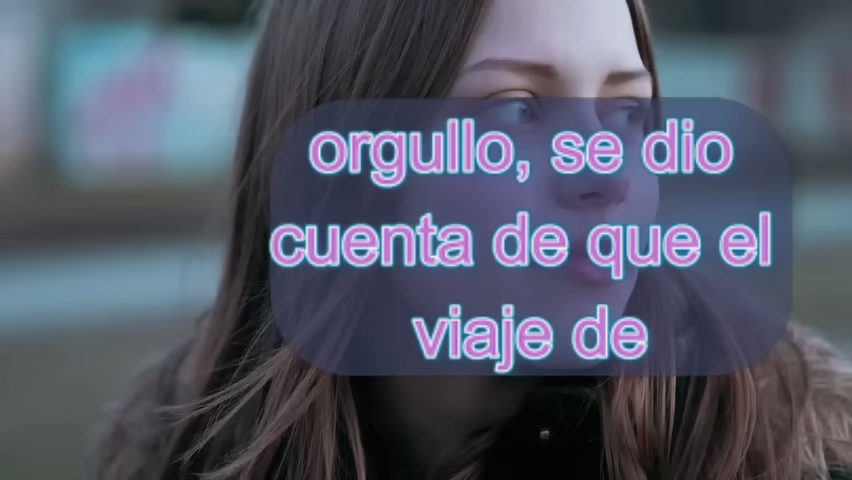 orgullo, se dio
cuenta de que el
viaje de